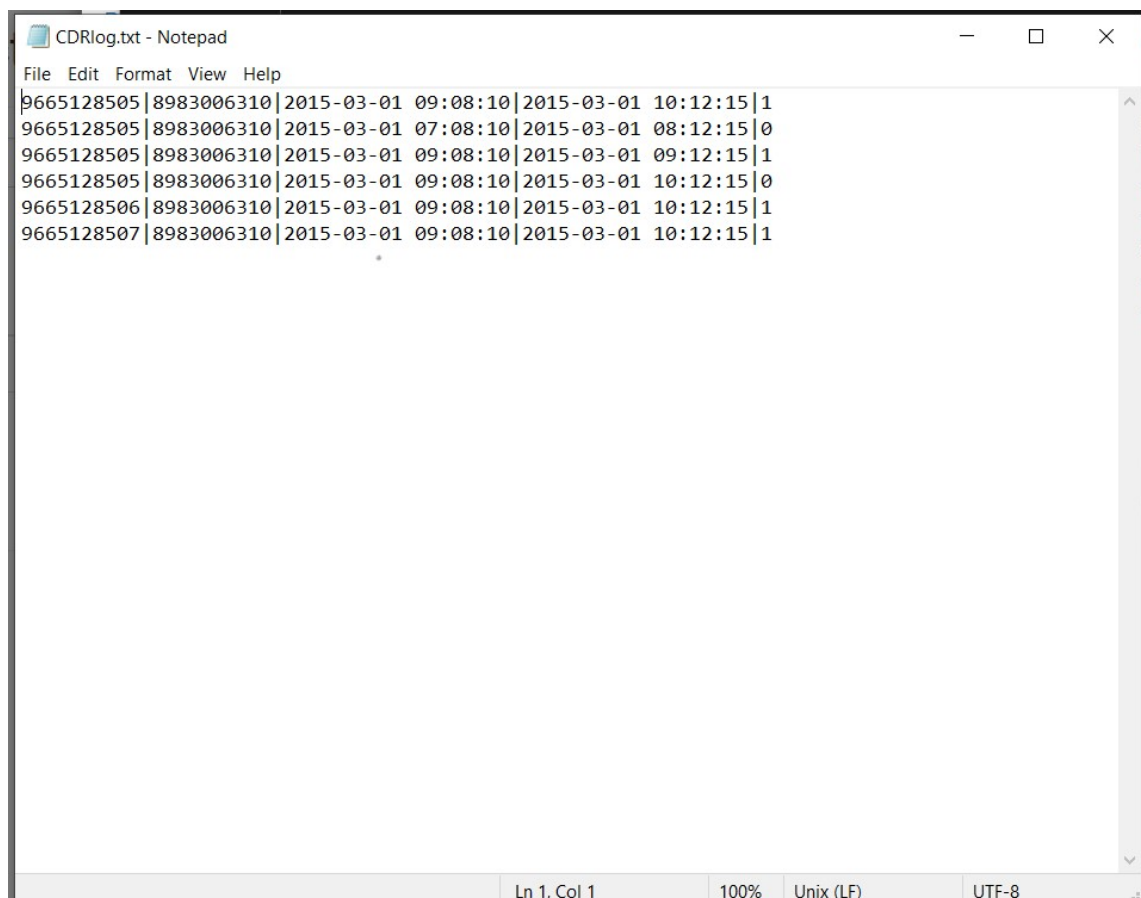 CDRlog.txt - Notepad
File Edit Format View Help
9665128505|8983006310|2015-03-01 09:08:10|2015-03-01 10:12:15|1
9665128505|8983006310|2015-03-01 07:08:10|2015-03-01 08:12:15|0
9665128505|8983006310|2015-03-01 09:08:10|2015-03-01 09:12:15|1
9665128505|8983006310|2015-03-01 09:08:10|2015-03-01 10:12:15|0
9665128506|8983006310|2015-03-01 09:08:10|2015-03-01 10:12:15|1
9665128507|8983006310|2015-03-01 09:08:10|2015-03-01 10:12:15|1
Ln 1, Col 1 100% Unix (LF) UTF-8